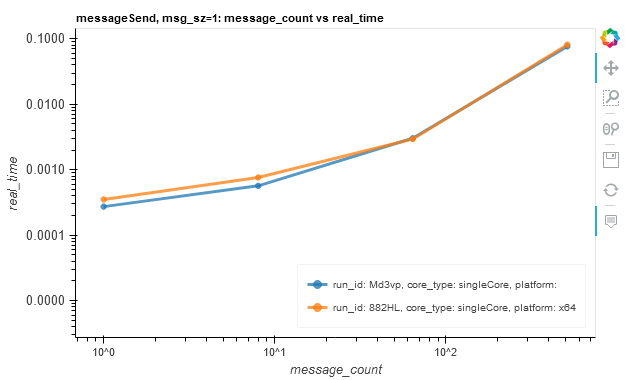 messageSend, msg_sz=1: message_count vs real_time
0.1000
0.0100
0.0010
0.0001
0.0000
real_time
run_id: Md3vp, core_type: singleCore, platform:
run_id: 882HL, core_type: singleCore, platform: x64
10^0
10^1
10^2
message_count